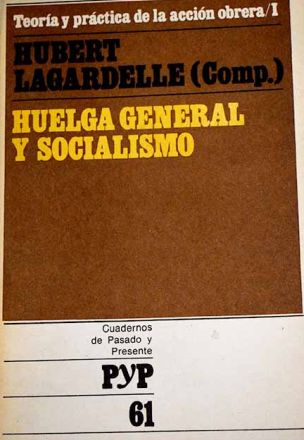 Teoría y práctica de la acción obrera/I
HUBERT
LAGARDELLE (Comp.)
HUELGA GENERAL
Y SOCIALISMO
Cuadernos
de Pasado y
Presente
PyP
61